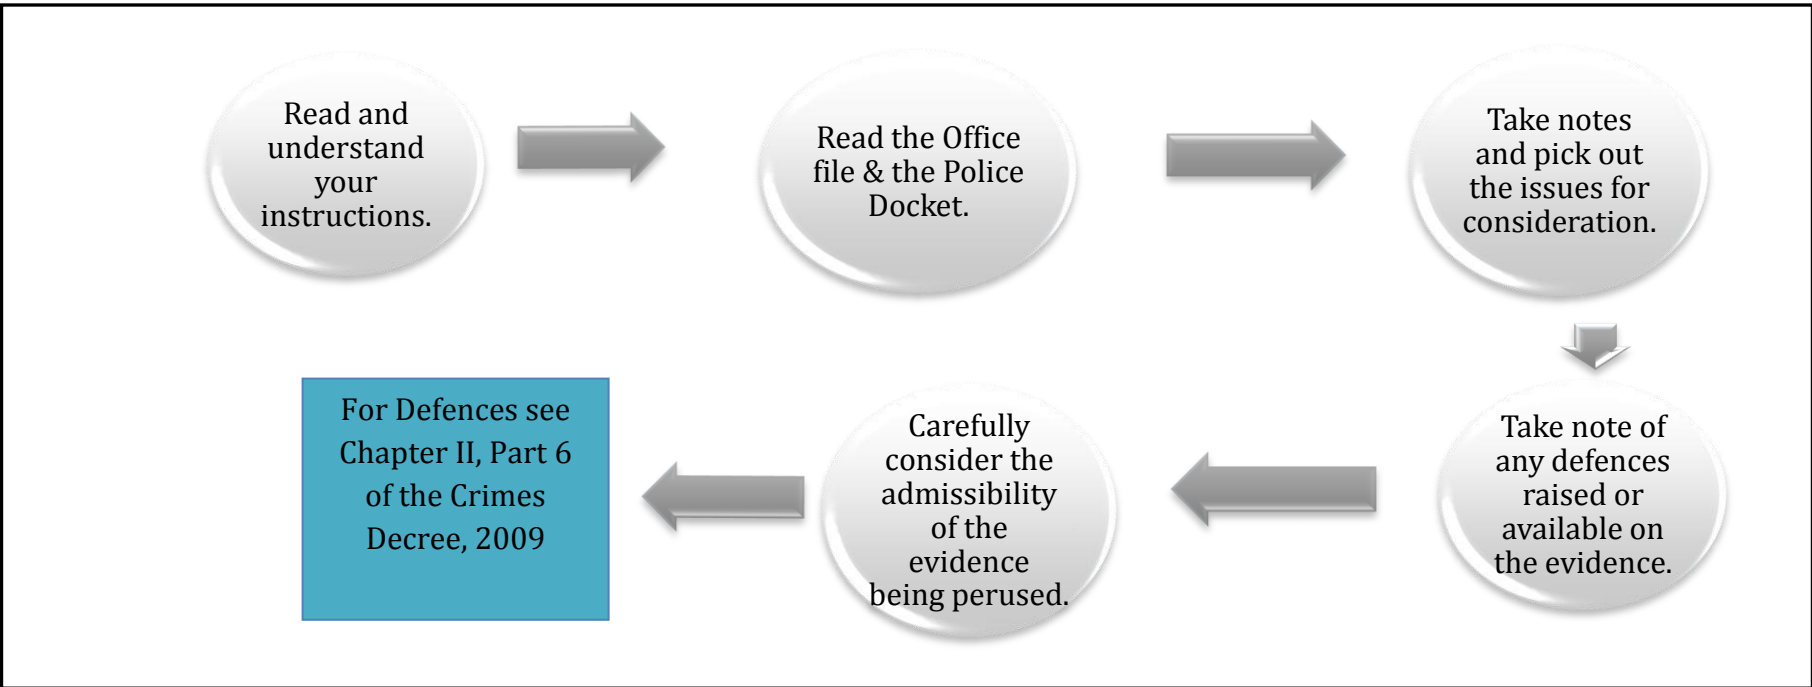 Read and
understand
your
instructions.
Read the Office
file & the Police
Docket.
Take notes
and pick out
the issues for
consideration.
Take note of
any defences
raised or
available on
the evidence.
Carefully
consider the
admissibility
of the
evidence
being perused.
For Defences see
Chapter II, Part 6
of the Crimes
Decree, 2009